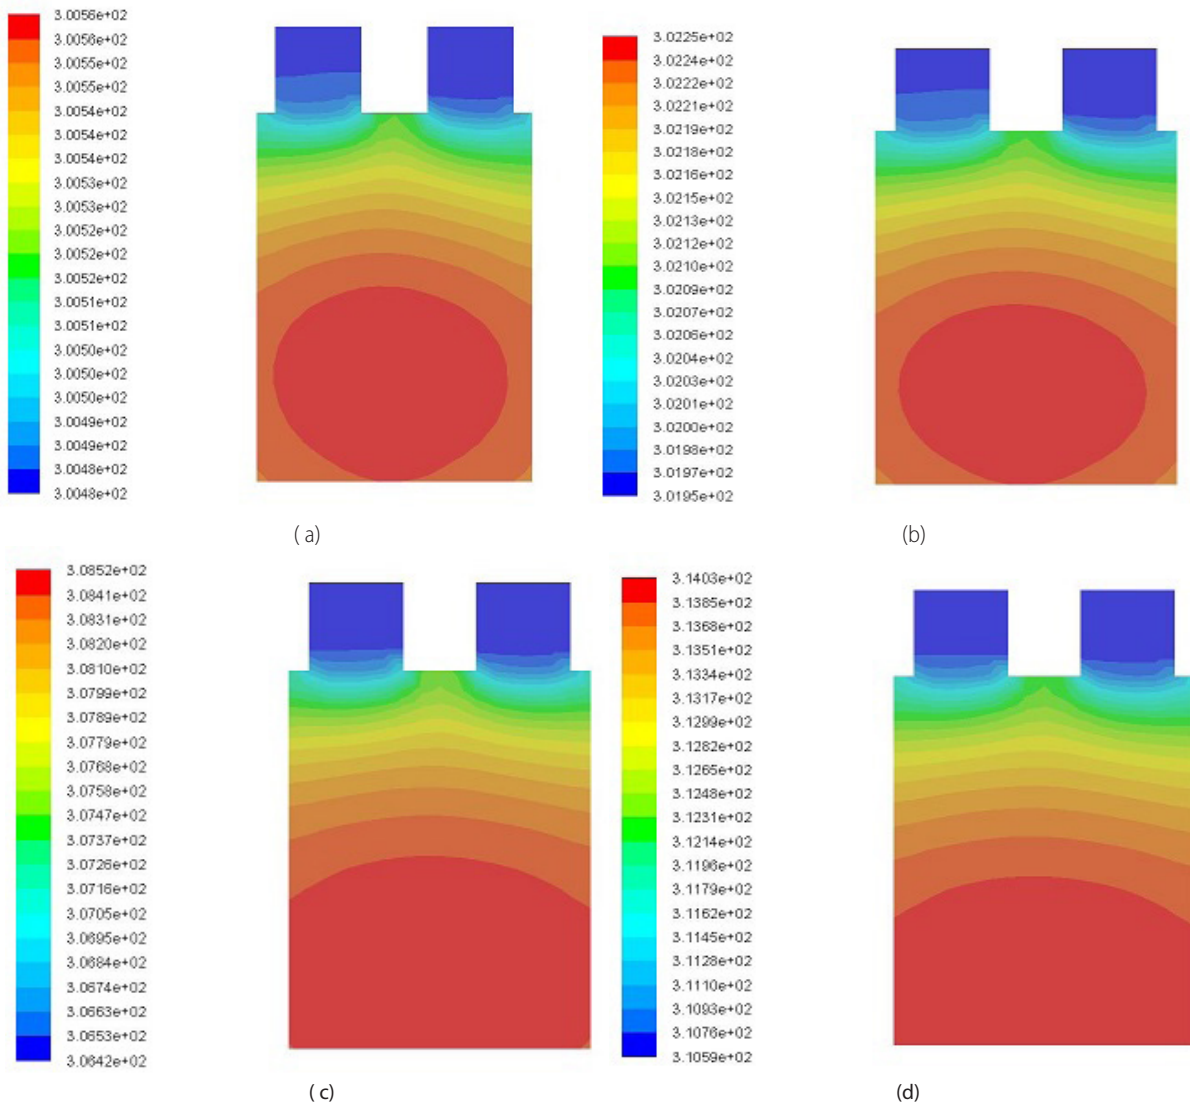 3.0056e+02
3.0056e+02
3.0055e+02
3.0055e+02
3.0054e+02
3.0054e+02
3.0054e+02
3.0053e+02
3.0053e+02
3.0052e+02
3.0052e+02
3.0052e+02
3.0051e+02
3.0051e+02
3.0050e+02
3.0050e+02
3.0050e+02
3.0049e+02
3.0049e+02
3.0048e+02
3.0048e+02
( a)
3.0225e+02
3.0224e+02
3.0222e+02
3.0221e+02
3.0219e+02
3.0218e+02
3.0216e+02
3.0215e+02
3.0213e+02
3.0212e+02
3.0210e+02
3.0209e+02
3.0207e+02
3.0206e+02
3.0204e+02
3.0203e+02
3.0201e+02
3.0200e+02
3.0198e+02
3.0197e+02
3.0195e+02
(b)
3.0852e+02
3.0841e+02
3.0831e+02
3.0820e+02
3.0810e+02
3.0799e+02
3.0789e+02
3.0779e+02
3.0768e+02
3.0758e+02
3.0747e+02
3.0737e+02
3.0726e+02
3.0716e+02
3.0705e+02
3.0695e+02
3.0684e+02
3.0674e+02
3.0663e+02
3.0653e+02
3.0642e+02
( c)
3.1403e+02
3.1385e+02
3.1368e+02
3.1351e+02
3.1334e+02
3.1317e+02
3.1299e+02
3.1282e+02
3.1265e+02
3.1248e+02
3.1231e+02
3.1214e+02
3.1196e+02
3.1179e+02
3.1162e+02
3.1145e+02
3.1128e+02
3.1110e+02
3.1093e+02
3.1076e+02
3.1059e+02
(d)